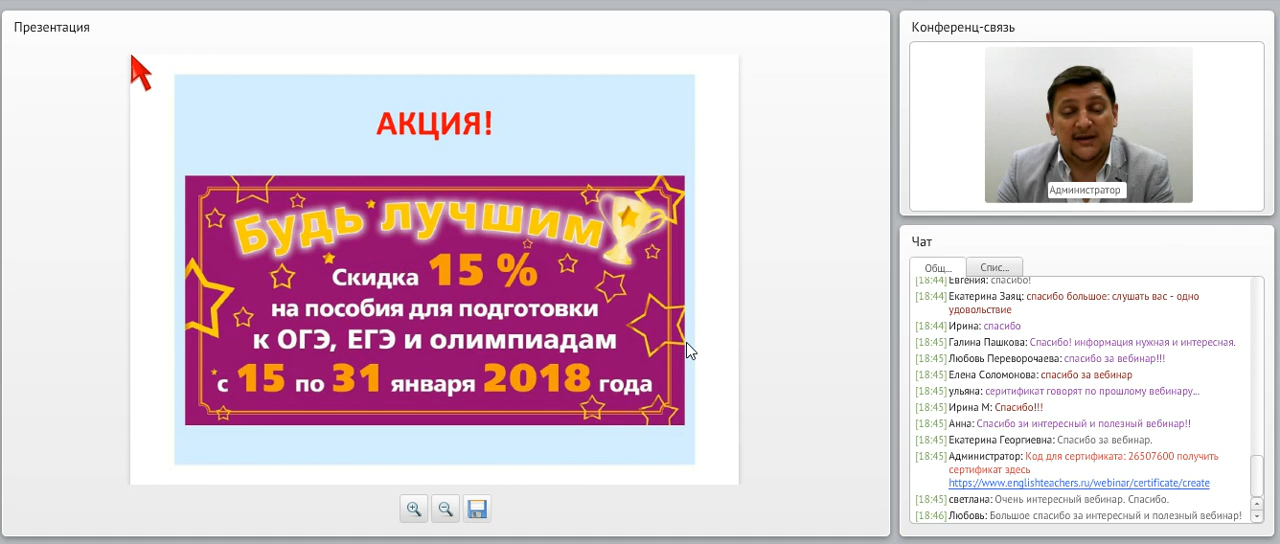 Презентация
АКЦИЯ!
Будь лучшим
Скидка 15 %
на пособия для подготовки
к ОГЭ, ЕГЭ и олимпиадам
с 15 по 31 января 2018 года
Конференц-связь
Администратор
Чат
Общ...
Спис...
[18:44] Евгения: спасибо!
[18:44] Екатерина Заяц: спасибо большое: слушать вас - одно
удовольствие
[18:44] Ирина: спасибо
[18:45] Галина Пашкова: Спасибо! информация нужная и интересная.
[18:45] Любовь Переворочаева: спасибо за вебинар!!!
[18:45] Елена Соломонова: спасибо за вебинар
[18:45] ульяна: серитификат говорят по прошлому вебинару...
[18:45] Ирина М: Спасибо!!!
[18:45] Анна: Спасибо зи интересный и полезный вебинар!!
[18:45] Екатерина Георгиевна: Спасибо за вебинар.
[18:45] Администратор: Код для сертификата: 26507600 получить
сертификат здесь
https://www.englishteachers.ru/webinar/certificate/create
[18:45] светлана: Очень интересный вебинар. Спасибо.
[18:46] Любовь: Большое спасибо за интересный и полезный вебинар!